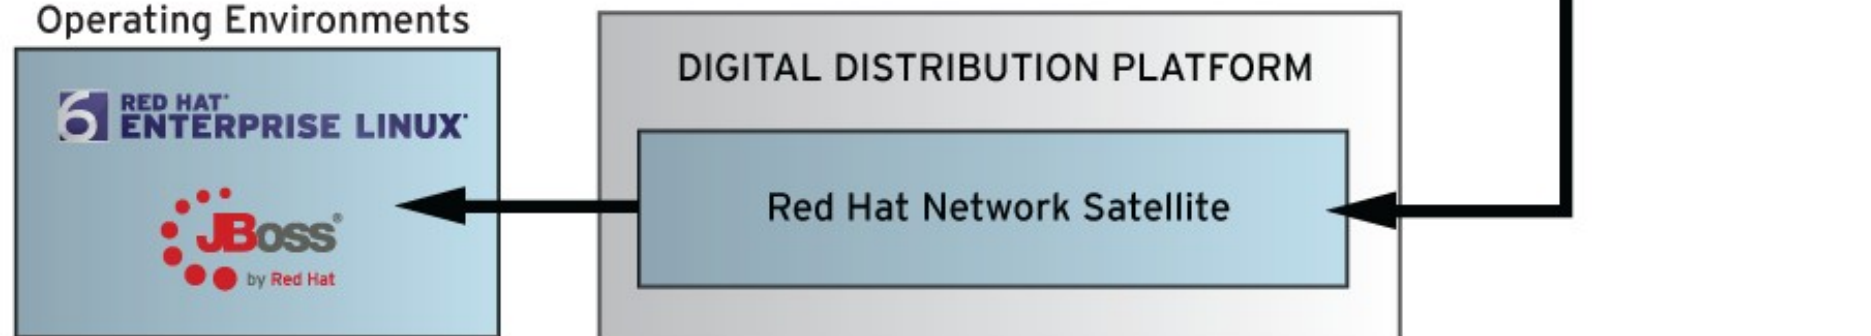 Operating Environments
6 RED HAT®
ENTERPRISE LINUX®
JBoss®
by Red Hat
DIGITAL DISTRIBUTION PLATFORM
Red Hat Network Satellite